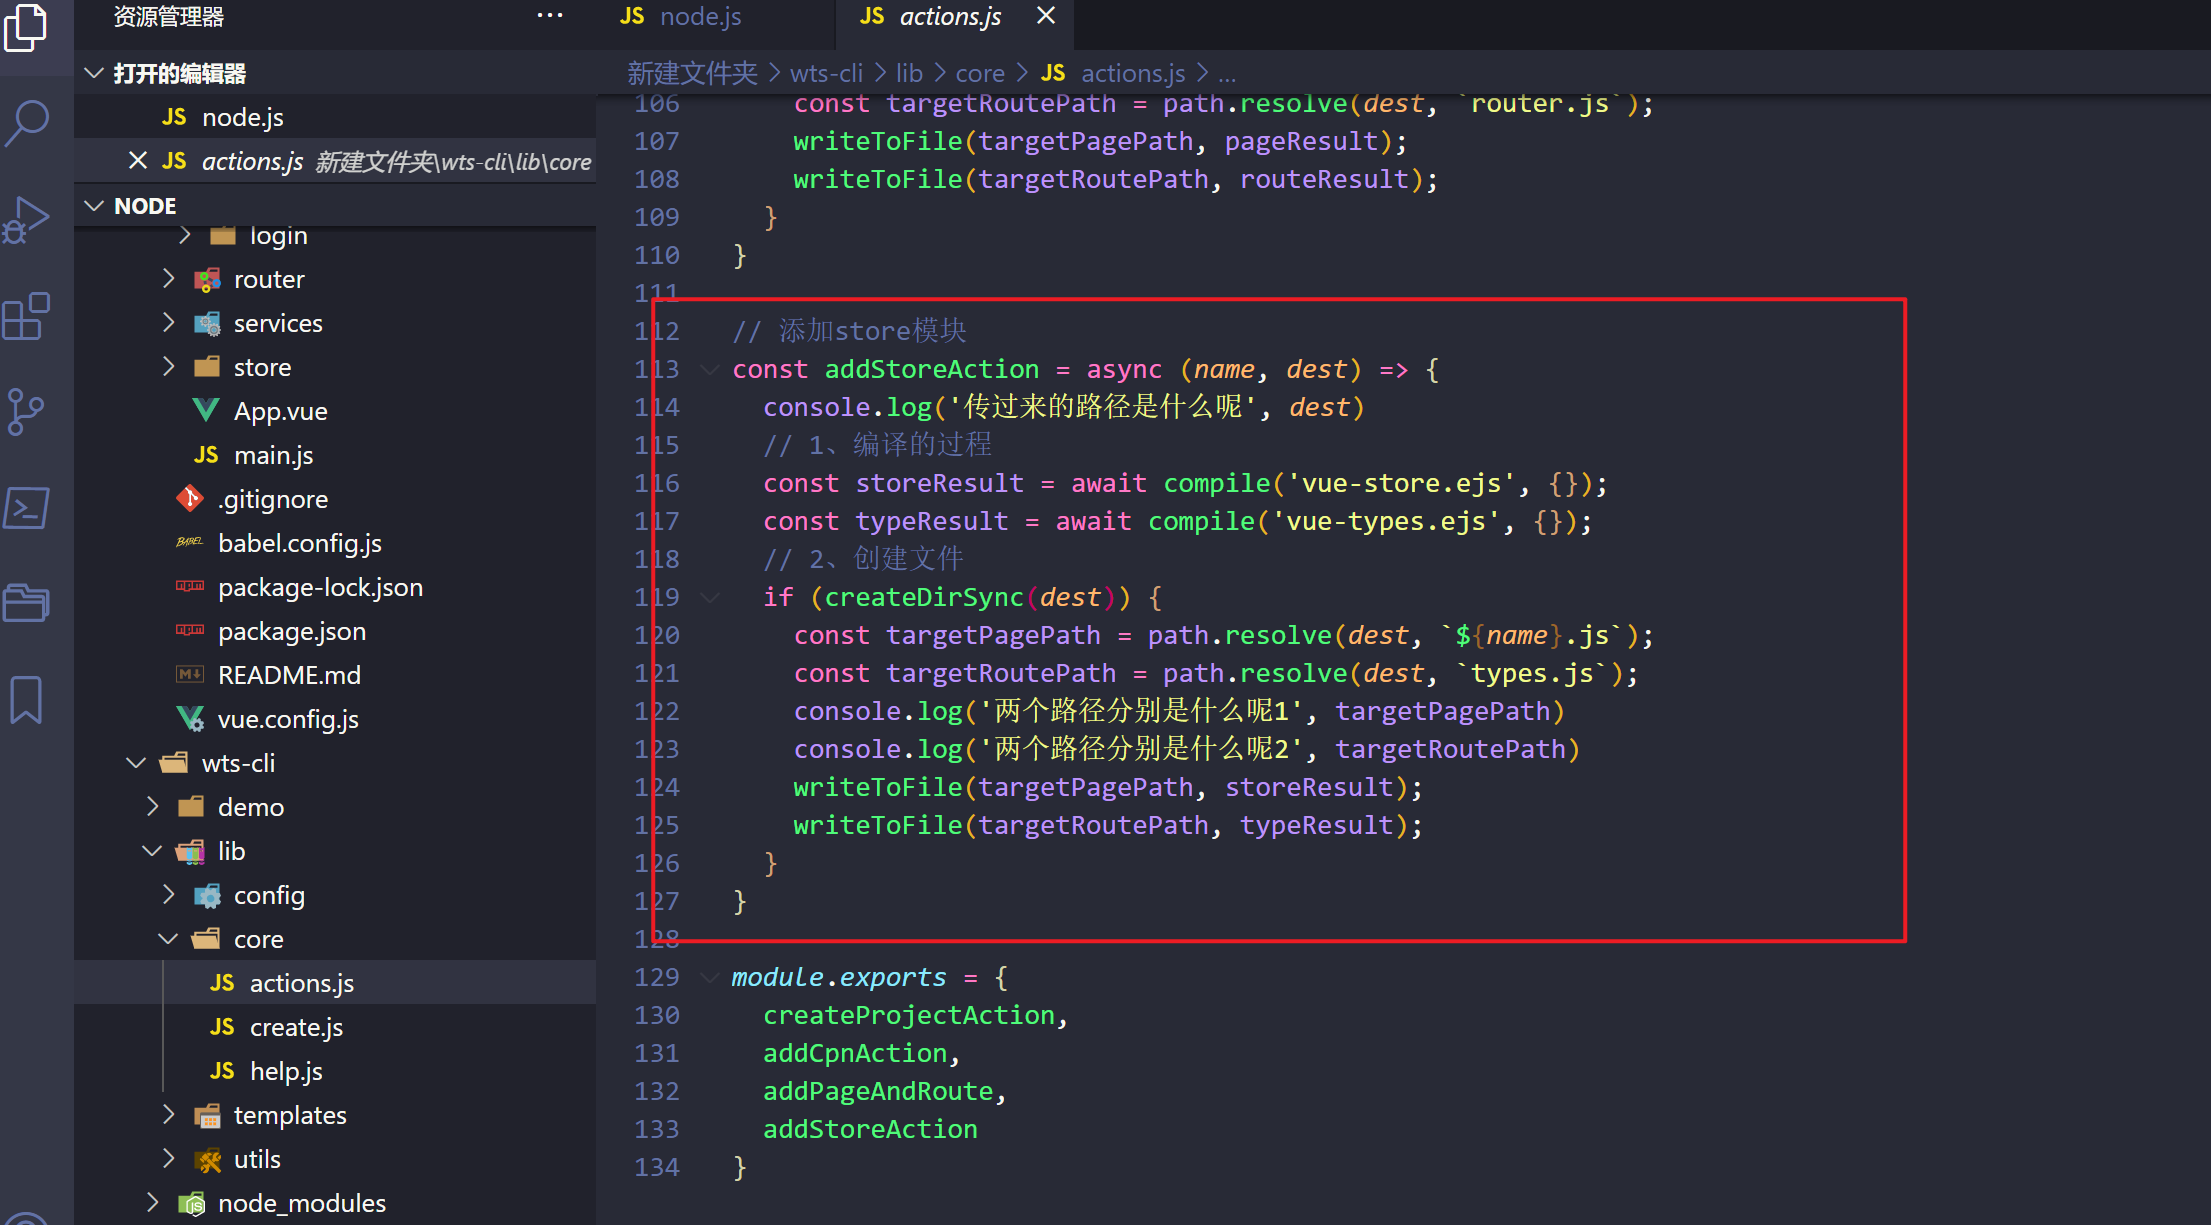 资源管理器
···
JS node.js
JS actions.js
打开的编辑器
JS node.js
JS actions.js 新建文件夹\wts-cli\lib\core
NODE
login
router
services
store
App.vue
JS main.js
.gitignore
BABEL babel.config.js
package-lock.json
package.json
README.md
vue.config.js
wts-cli
demo
lib
config
core
JS actions.js
JS create.js
JS help.js
templates
utils
node_modules
新建文件夹 > wts-cli > lib > core > JS actions.js > ...
106 const targetRoutePath = path.resolve(dest, `router.js`);
107 writeToFile(targetPagePath, pageResult);
108 writeToFile(targetRoutePath, routeResult);
109 }
110 }
111
112 // 添加store模块
113 const addStoreAction = async (name, dest) => {
114 console.log('传过来的路径是什么呢', dest)
115 // 1、编译的过程
116 const storeResult = await compile('vue-store.ejs', {});
117 const typeResult = await compile('vue-types.ejs', {});
118 // 2、创建文件
119 if (createDirSync(dest)) {
120 const targetPagePath = path.resolve(dest, `${name}.js`);
121 const targetRoutePath = path.resolve(dest, `types.js`);
122 console.log('两个路径分别是什么呢1', targetPagePath)
123 console.log('两个路径分别是什么呢2', targetRoutePath)
124 writeToFile(targetPagePath, storeResult);
125 writeToFile(targetRoutePath, typeResult);
126 }
127 }
128
129 module.exports = {
130 createProjectAction,
131 addCpnAction,
132 addPageAndRoute,
133 addStoreAction
134 }